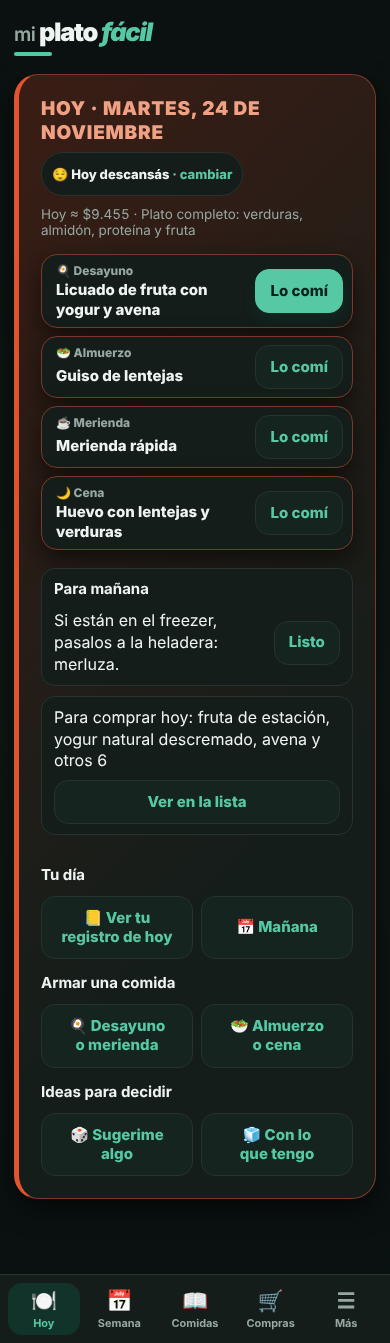 mi plato fácil
HOY · MARTES, 24 DE
NOVIEMBRE
😌 Hoy descansás · cambiar
Hoy ≈ $9.455 · Plato completo: verduras,
almidón, proteína y fruta
🍳 Desayuno
Licuado de fruta con
yogur y avena
Lo comí
🥗 Almuerzo
Guiso de lentejas
Lo comí
☕ Merienda
Merienda rápida
Lo comí
🌙 Cena
Huevo con lentejas y
verduras
Lo comí
Para mañana
Si están en el freezer,
pasalos a la heladera:
merluza.
Listo
Para comprar hoy: fruta de estación,
yogur natural descremado, avena y
otros 6
Ver en la lista
Tu día
📒 Ver tu
registro de hoy
📅 Mañana
Armar una comida
🍳 Desayuno
o merienda
🥗 Almuerzo
o cena
Ideas para decidir
🎲 Sugerime
algo
🧊 Con lo
que tengo
Hoy
Semana
Comidas
Compras
Más